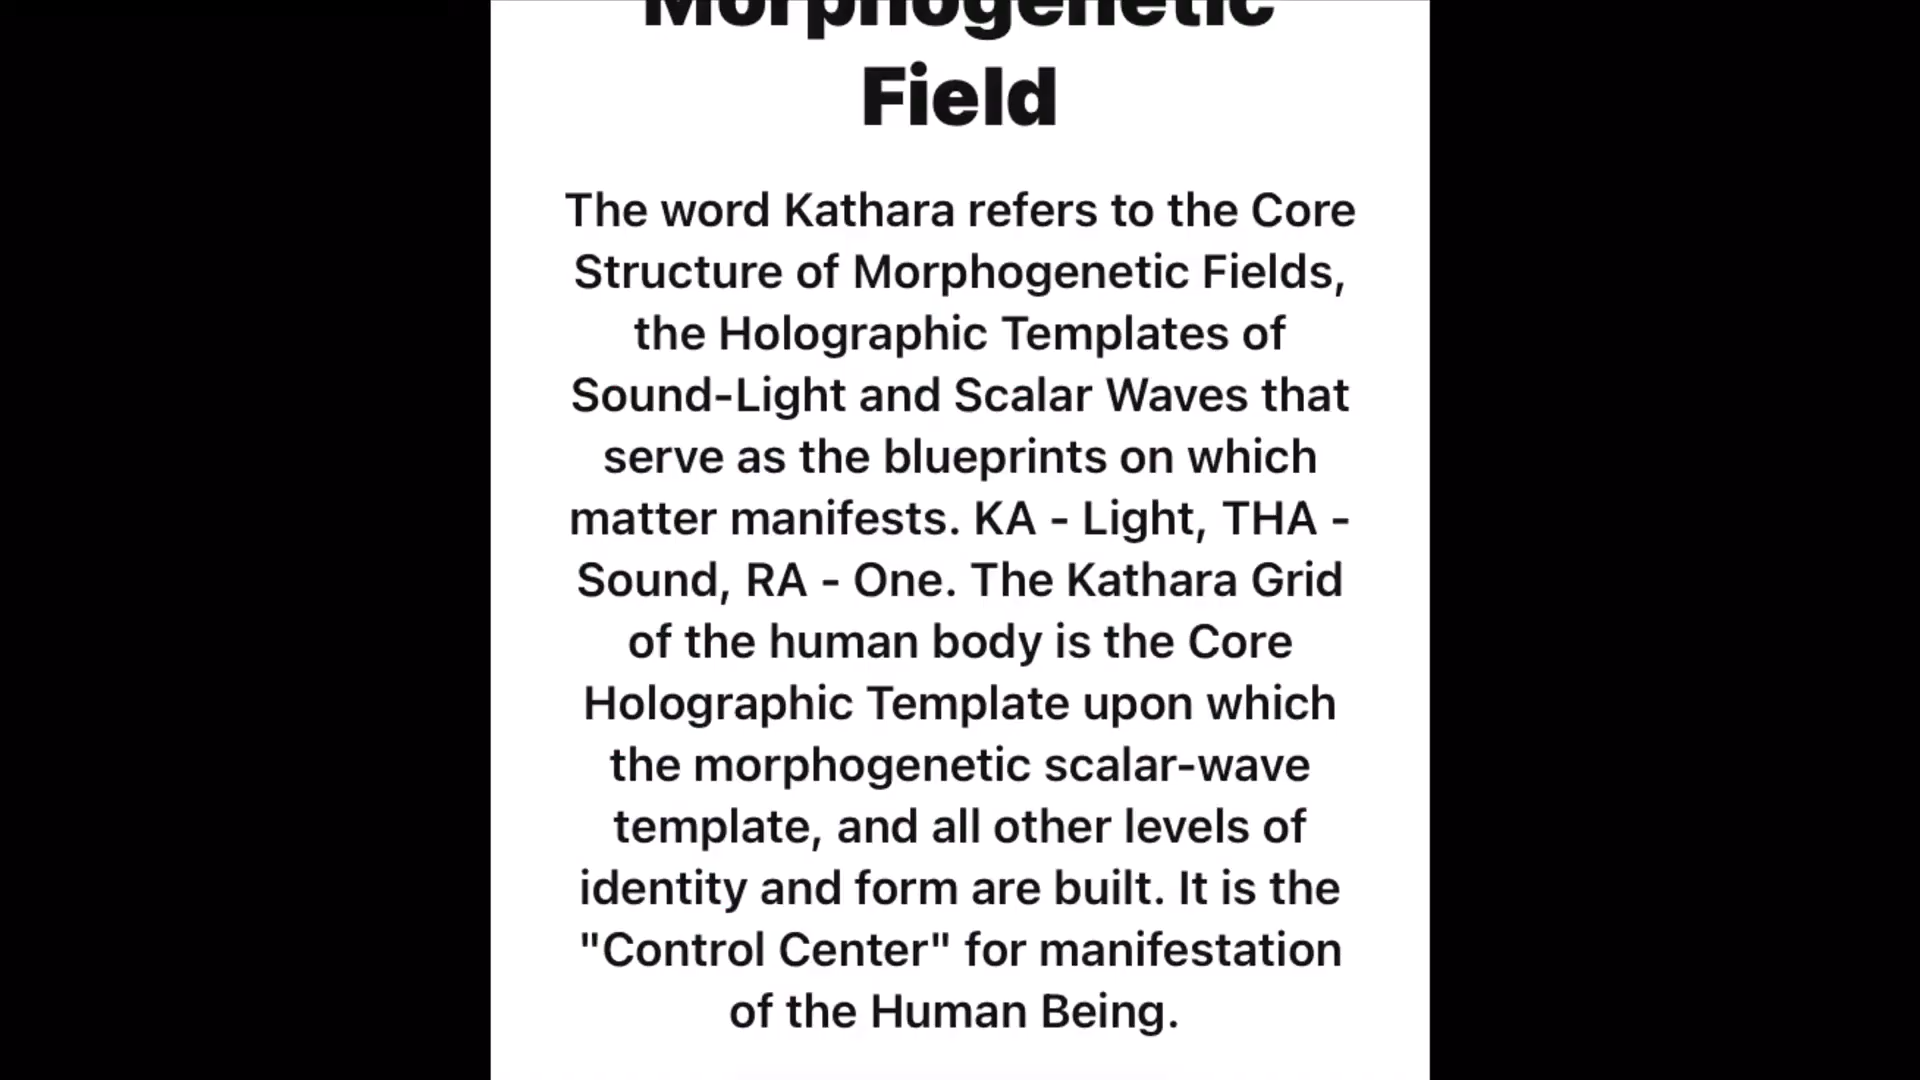 Morphogenetic
Field
The word Kathara refers to the Core
Structure of Morphogenetic Fields,
the Holographic Templates of
Sound-Light and Scalar Waves that
serve as the blueprints on which
matter manifests. KA - Light, THA -
Sound, RA - One. The Kathara Grid
of the human body is the Core
Holographic Template upon which
the morphogenetic scalar-wave
template, and all other levels of
identity and form are built. It is the
"Control Center" for manifestation
of the Human Being.